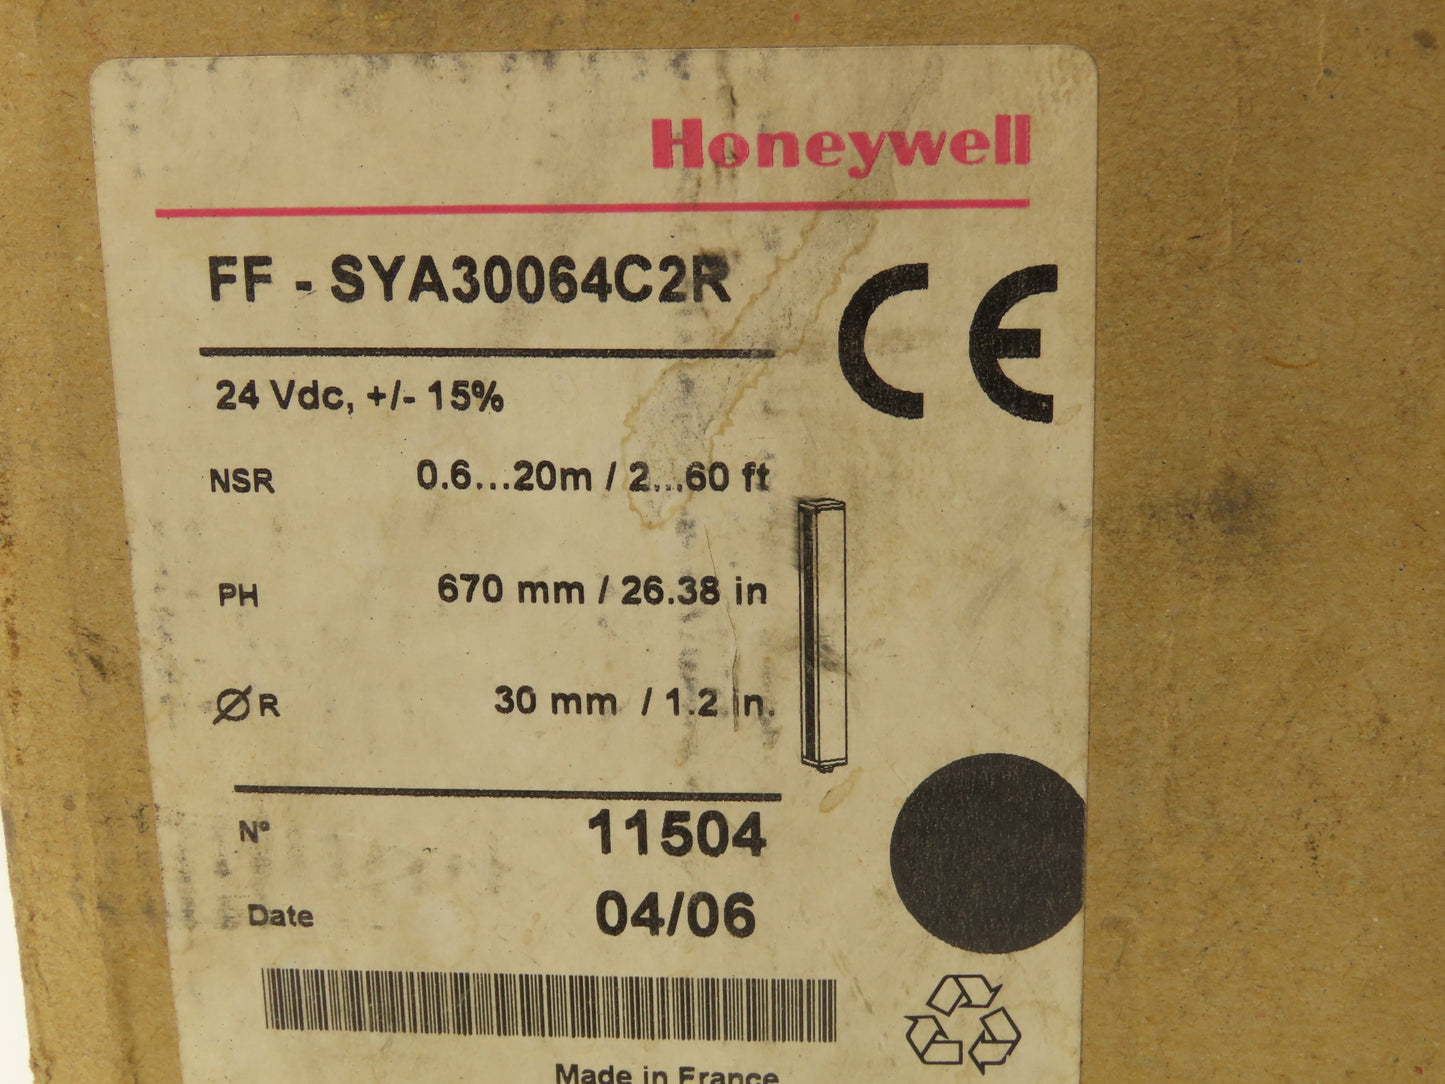 Honeywell
FF - SYA30064C2R
CE
24 Vdc, +/- 15%
NSR 0.6...20m / 2...60 ft
PH 670 mm / 26.38 in
Ø R 30 mm / 1.2 in.
N° 11504
Date 04/06
Made in France